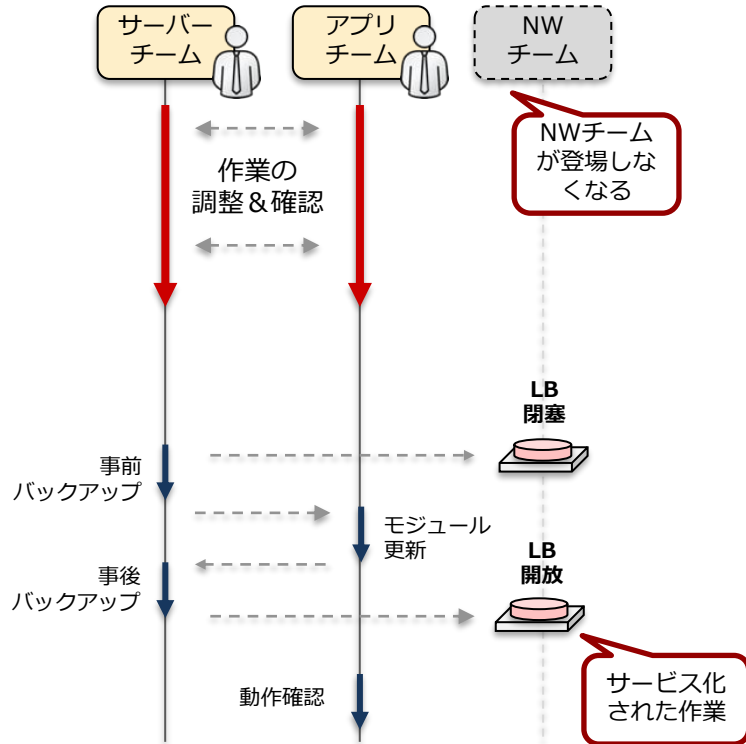 サーバー
チーム
アプリ
チーム
NW
チーム
NWチーム
が登場しな
くなる
作業の
調整＆確認
LB
閉塞
事前
バックアップ
モジュール
更新
LB
開放
事後
バックアップ
動作確認
サービス化
された作業